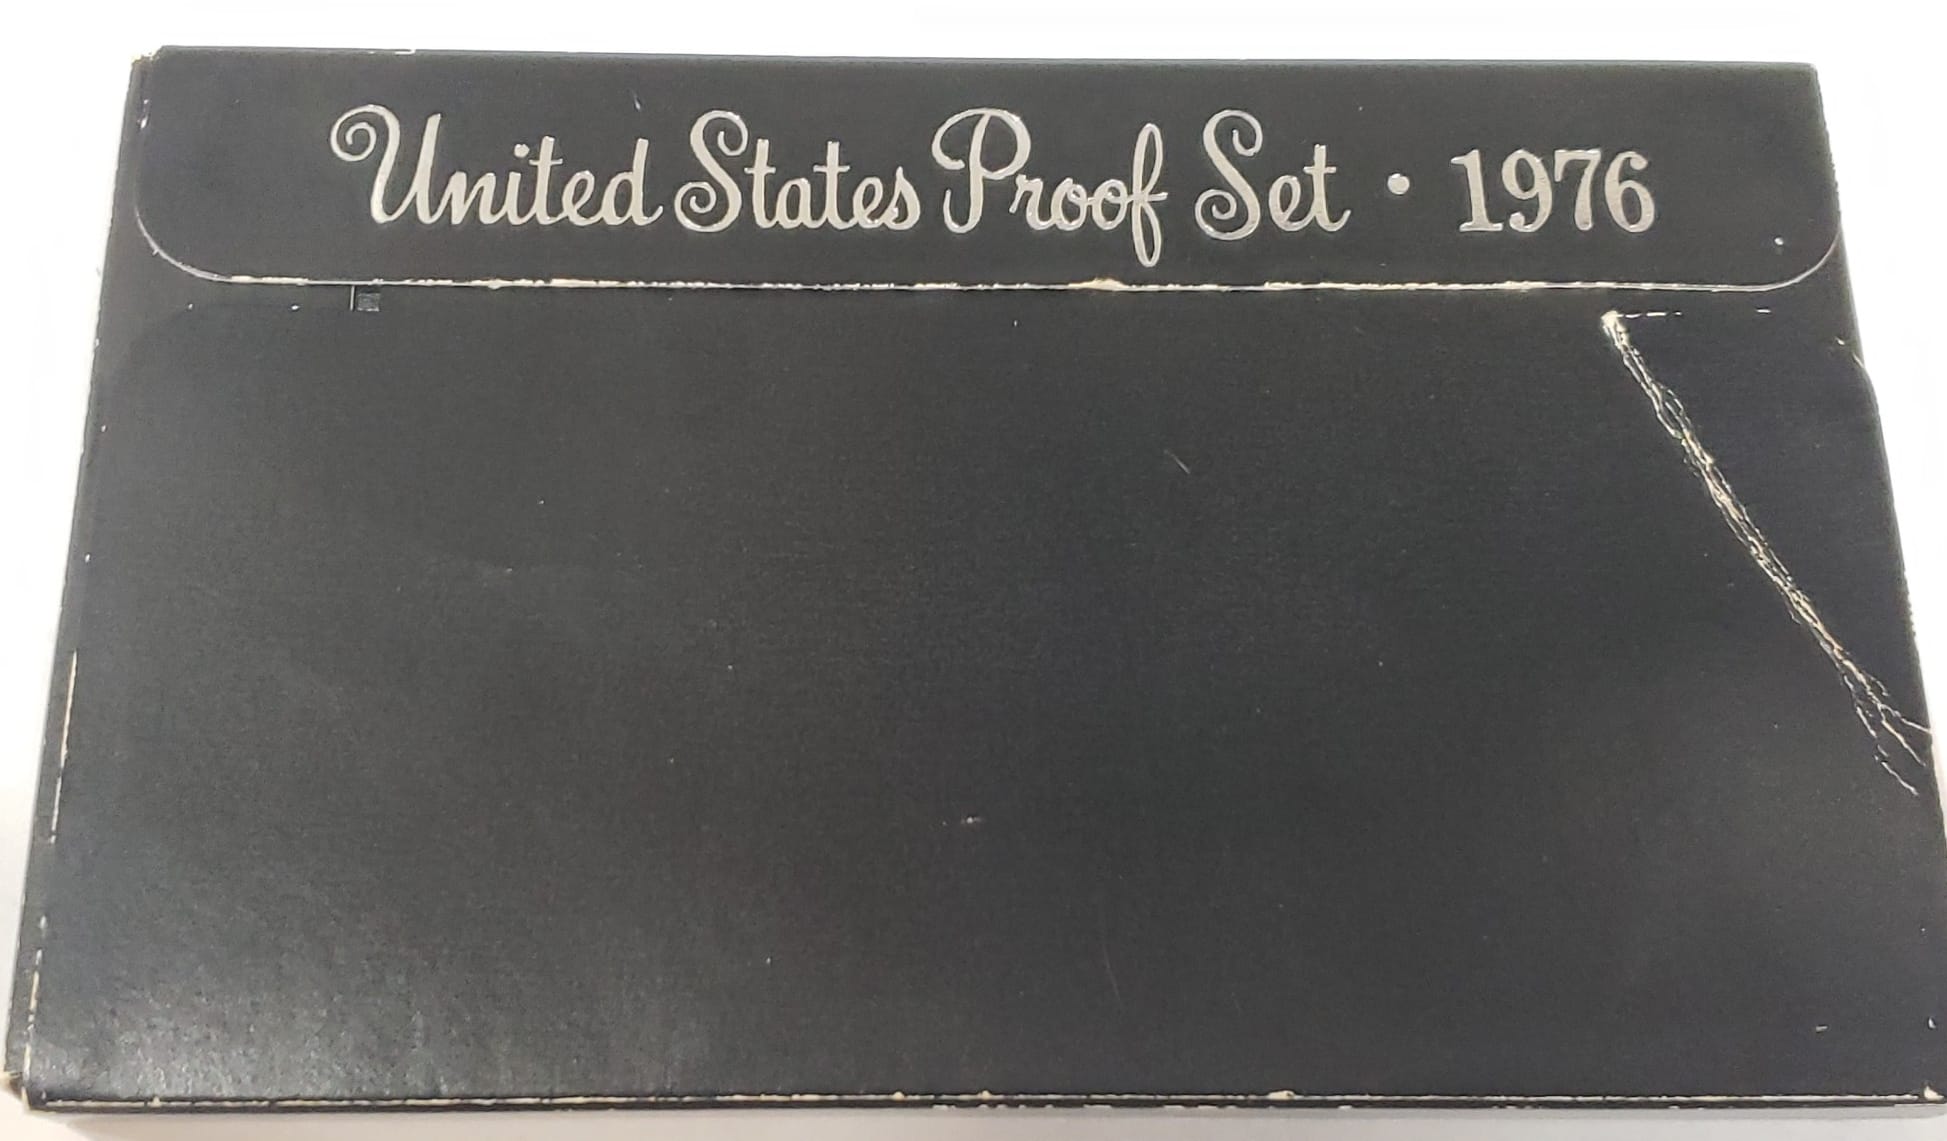 United States Proof Set • 1976